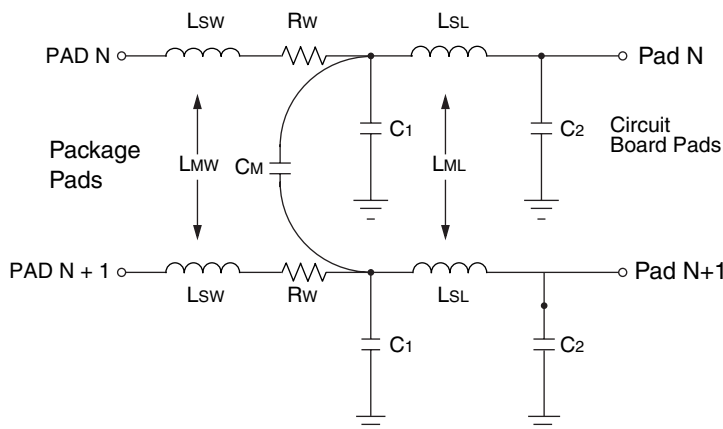 LSW RW LSL
PAD N Pad N
C1 C2 Circuit
Board Pads
Package
Pads
LMW CM LML
PAD N + 1 Pad N+1
LSW RW LSL
C1 C2